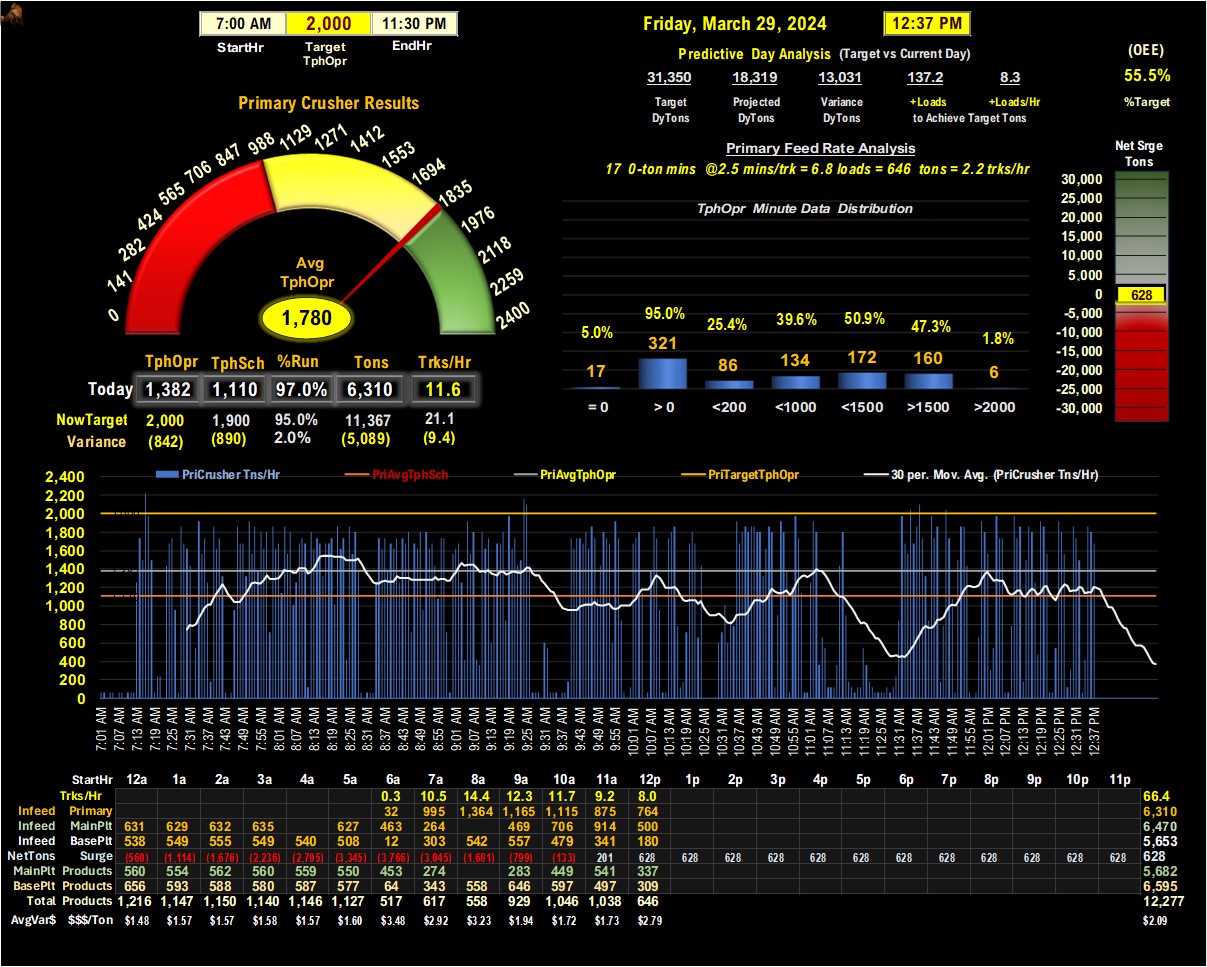 7:00 AM 2,000 11:30 PM
StartHr Target TphOpr EndHr
Friday, March 29, 2024 12:37 PM
Predictive Day Analysis (Target vs Current Day)
31,350 18,319 13,031 137.2 8.3
Target Projected Variance +Loads +Loads/Hr
DyTons DyTons DyTons to Achieve Target Tons
(OEE)
55.5%
%Target
Primary Crusher Results
0 141 282 424 565 706 847 988 1129 1271 1412 1553 1694 1835 1976 2118 2259 2400
Avg
TphOpr
1,780
Primary Feed Rate Analysis
17 0-ton mins @2.5 mins/trk = 6.8 loads = 646 tons = 2.2 trks/hr
TphOpr Minute Data Distribution
5.0% 95.0% 25.4% 39.6% 50.9% 47.3% 1.8%
17 321 86 134 172 160 6
= 0 > 0 <200 <1000 <1500 >1500 >2000
Net Srge
Tons
30,000
25,000
20,000
15,000
10,000
5,000
0 628
-5,000
-10,000
-15,000
-20,000
-25,000
-30,000
TphOpr TphSch %Run Tons Trks/Hr
Today 1,382 1,110 97.0% 6,310 11.6
NowTarget 2,000 1,900 95.0% 11,367 21.1
Variance (842) (890) 2.0% (5,089) (9.4)
PriCrusher Tns/Hr PriAvgTphSch PriAvgTphOpr PriTargetTphOpr 30 per. Mov. Avg. (PriCrusher Tns/Hr)
2,400
2,200
2,000
1,800
1,600
1,400
1,200
1,000
800
600
400
200
0
7:01 AM 7:07 AM 7:13 AM 7:19 AM 7:25 AM 7:31 AM 7:37 AM 7:43 AM 7:49 AM 7:55 AM 8:01 AM 8:07 AM 8:13 AM 8:19 AM 8:25 AM 8:31 AM 8:37 AM 8:43 AM 8:49 AM 8:55 AM 9:01 AM 9:07 AM 9:13 AM 9:19 AM 9:25 AM 9:31 AM 9:37 AM 9:43 AM 9:49 AM 9:55 AM 10:01 AM 10:07 AM 10:13 AM 10:19 AM 10:25 AM 10:31 AM 10:37 AM 10:43 AM 10:49 AM 10:55 AM 11:01 AM 11:07 AM 11:13 AM 11:19 AM 11:25 AM 11:31 AM 11:37 AM 11:43 AM 11:49 AM 11:55 AM 12:01 PM 12:07 PM 12:13 PM 12:19 PM 12:25 PM 12:31 PM 12:37 PM
StartHr 12a 1a 2a 3a 4a 5a 6a 7a 8a 9a 10a 11a 12p 1p 2p 3p 4p 5p 6p 7p 8p 9p 10p 11p
Trks/Hr 0.3 10.5 14.4 12.3 11.7 9.2 8.0 66.4
Infeed Primary 32 995 1,364 1,165 1,115 875 764 6,310
Infeed MainPlt 631 629 632 635 627 463 264 469 706 914 500 6,470
Infeed BasePlt 538 549 555 549 540 508 12 303 542 557 479 341 180 5,653
NetTons Surge (560) (1,114) (1,676) (2,236) (2,795) (3,345) (3,766) (3,045) (1,681) (799) (133) 201 628 628 628 628 628 628 628 628 628 628 628 628 628
MainPlt Products 560 554 562 560 559 550 453 274 283 449 541 337 5,682
BasePlt Products 656 593 588 580 587 577 64 343 558 646 597 497 309 6,595
Total Products 1,216 1,147 1,150 1,140 1,146 1,127 517 617 558 929 1,046 1,038 646 12,277
AvgVar$ $$$/Ton $1.48 $1.57 $1.57 $1.58 $1.57 $1.60 $3.48 $2.92 $3.23 $1.94 $1.72 $1.73 $2.79 $2.09